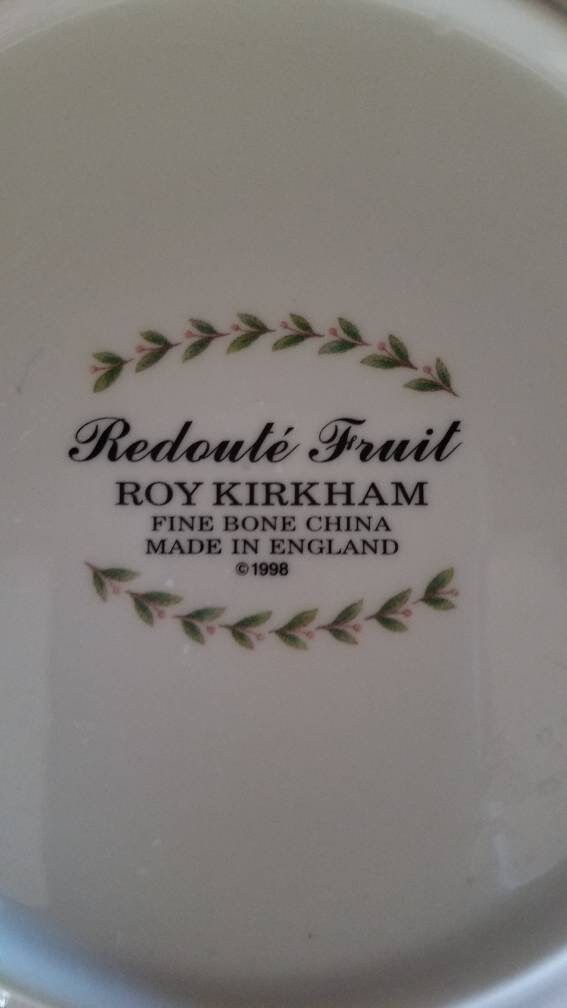 Redouté Fruit
ROY KIRKHAM
FINE BONE CHINA
MADE IN ENGLAND
©1998